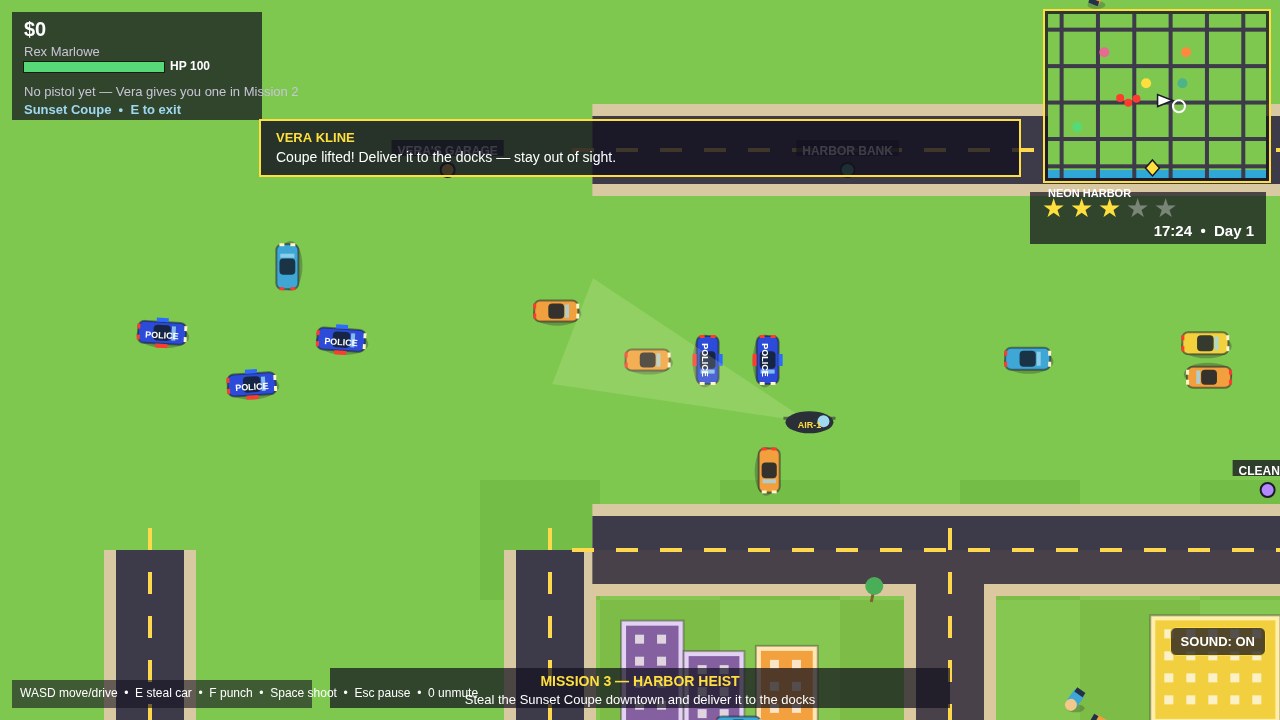 $0
Rex Marlowe
HP 100
No pistol yet — Vera gives you one in Mission 2
Sunset Coupe • E to exit
VERA KLINE
VERA'S GARAGE
HARBOR BANK
Coupe lifted! Deliver it to the docks — stay out of sight.
NEON HARBOR
17:24 • Day 1
POLICE
POLICE
POLICE
POLICE
POLICE
AIR-1
CLEAN
SOUND: ON
MISSION 3 — HARBOR HEIST
Steal the Sunset Coupe downtown and deliver it to the docks
WASD move/drive • E steal car • F punch • Space shoot • Esc pause • 0 unmute